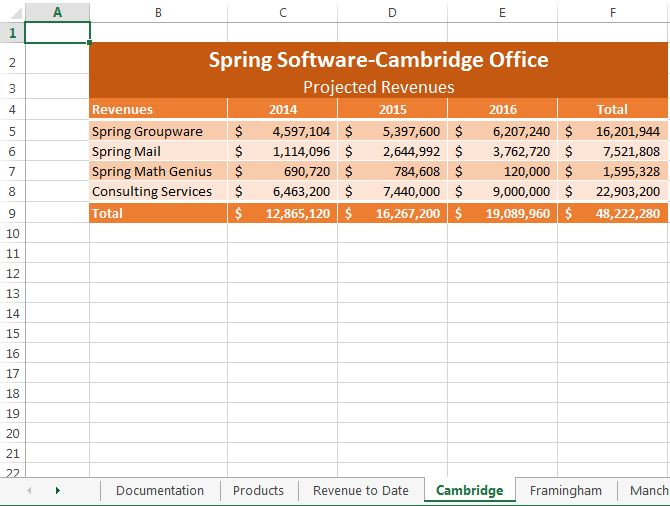 A B C D E F
1
2 Spring Software-Cambridge Office
3 Projected Revenues
4 Revenues 2014 2015 2016 Total
5 Spring Groupware $ 4,597,104 $ 5,397,600 $ 6,207,240 $ 16,201,944
6 Spring Mail 1,114,096 2,644,992 3,762,720 7,521,808
7 Spring Math Genius 690,720 784,608 120,000 1,595,328
8 Consulting Services 6,463,200 7,440,000 9,000,000 22,903,200
9 Total $ 12,865,120 $ 16,267,200 $ 19,089,960 $ 48,222,280
10
11
12
13
14
15
16
17
18
19
20
21
22
Documentation Products Revenue to Date Cambridge Framingham Manch